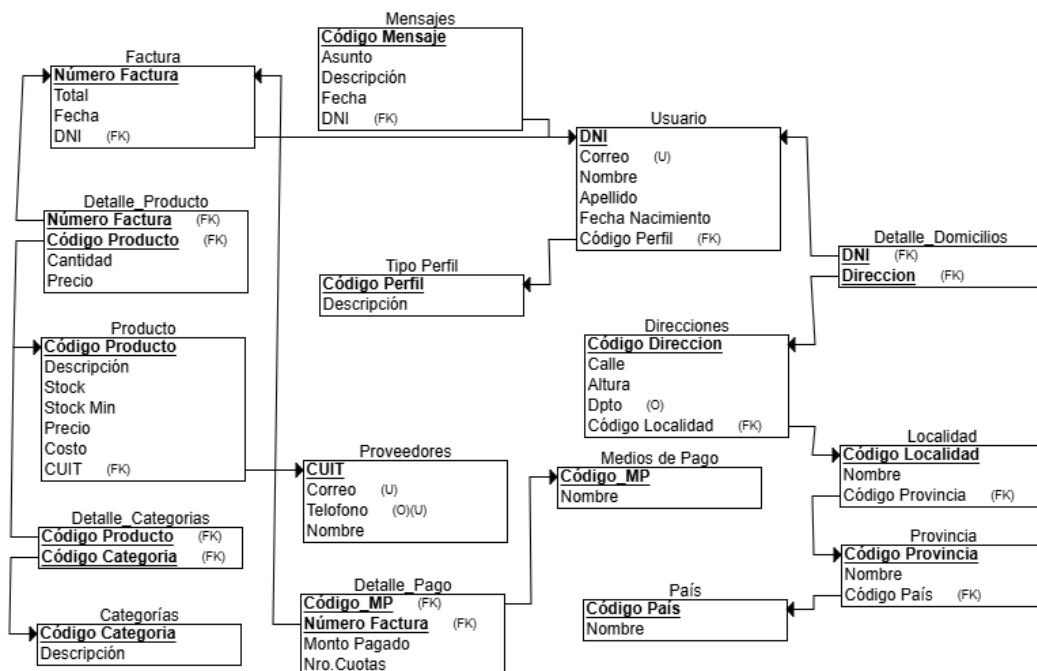 Mensajes
Código Mensaje
Asunto
Descripción
Fecha
DNI (FK)
Factura
Número Factura
Total
Fecha
DNI (FK)
Usuario
DNI
Correo (U)
Nombre
Apellido
Fecha Nacimiento
Código Perfil (FK)
Detalle_Producto
Número Factura (FK)
Código Producto (FK)
Cantidad
Precio
Detalle_Domicilios
DNI (FK)
Direccion (FK)
Tipo Perfil
Código Perfil
Descripción
Producto
Código Producto
Descripción
Stock
Stock Min
Precio
Costo
CUIT (FK)
Direcciones
Código Direccion
Calle
Altura
Dpto (O)
Código Localidad (FK)
Proveedores
CUIT
Correo (U)
Telofono (O)(U)
Nombre
Medios de Pago
Código_MP
Nombre
Localidad
Código Localidad
Nombre
Código Provincia (FK)
Detalle_Categorias
Código Producto (FK)
Código Categoria (FK)
Provincia
Código Provincia
Nombre
Código País (FK)
Categorías
Código Categoria
Descripción
Detalle_Pago
Código_MP (FK)
Número Factura (FK)
Monto Pagado
Nro.Cuotas
País
Código País
Nombre